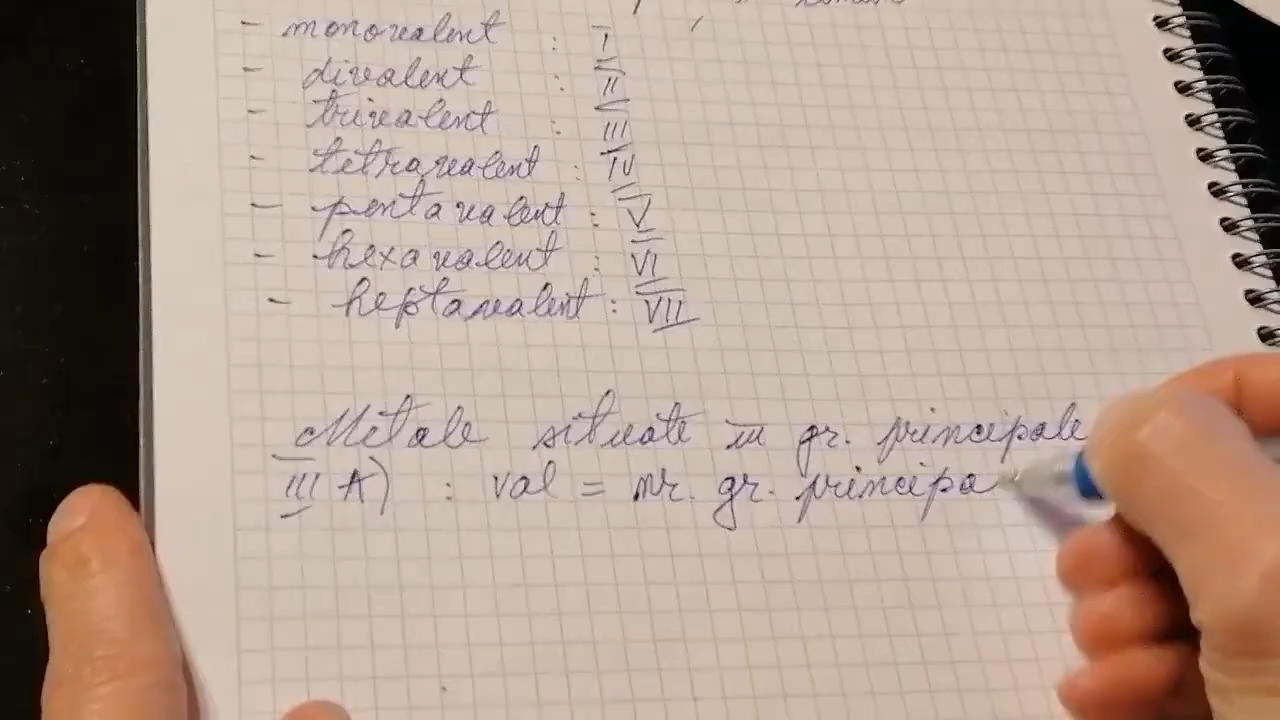 - monovalent : I
- divalent : II
- trivalent : III
- tetravalent : IV
- pentavalent : V
- hexavalent : VI
- heptavalent : VII
Metale situate în gr. principale
III A) : val = nr. gr. principa